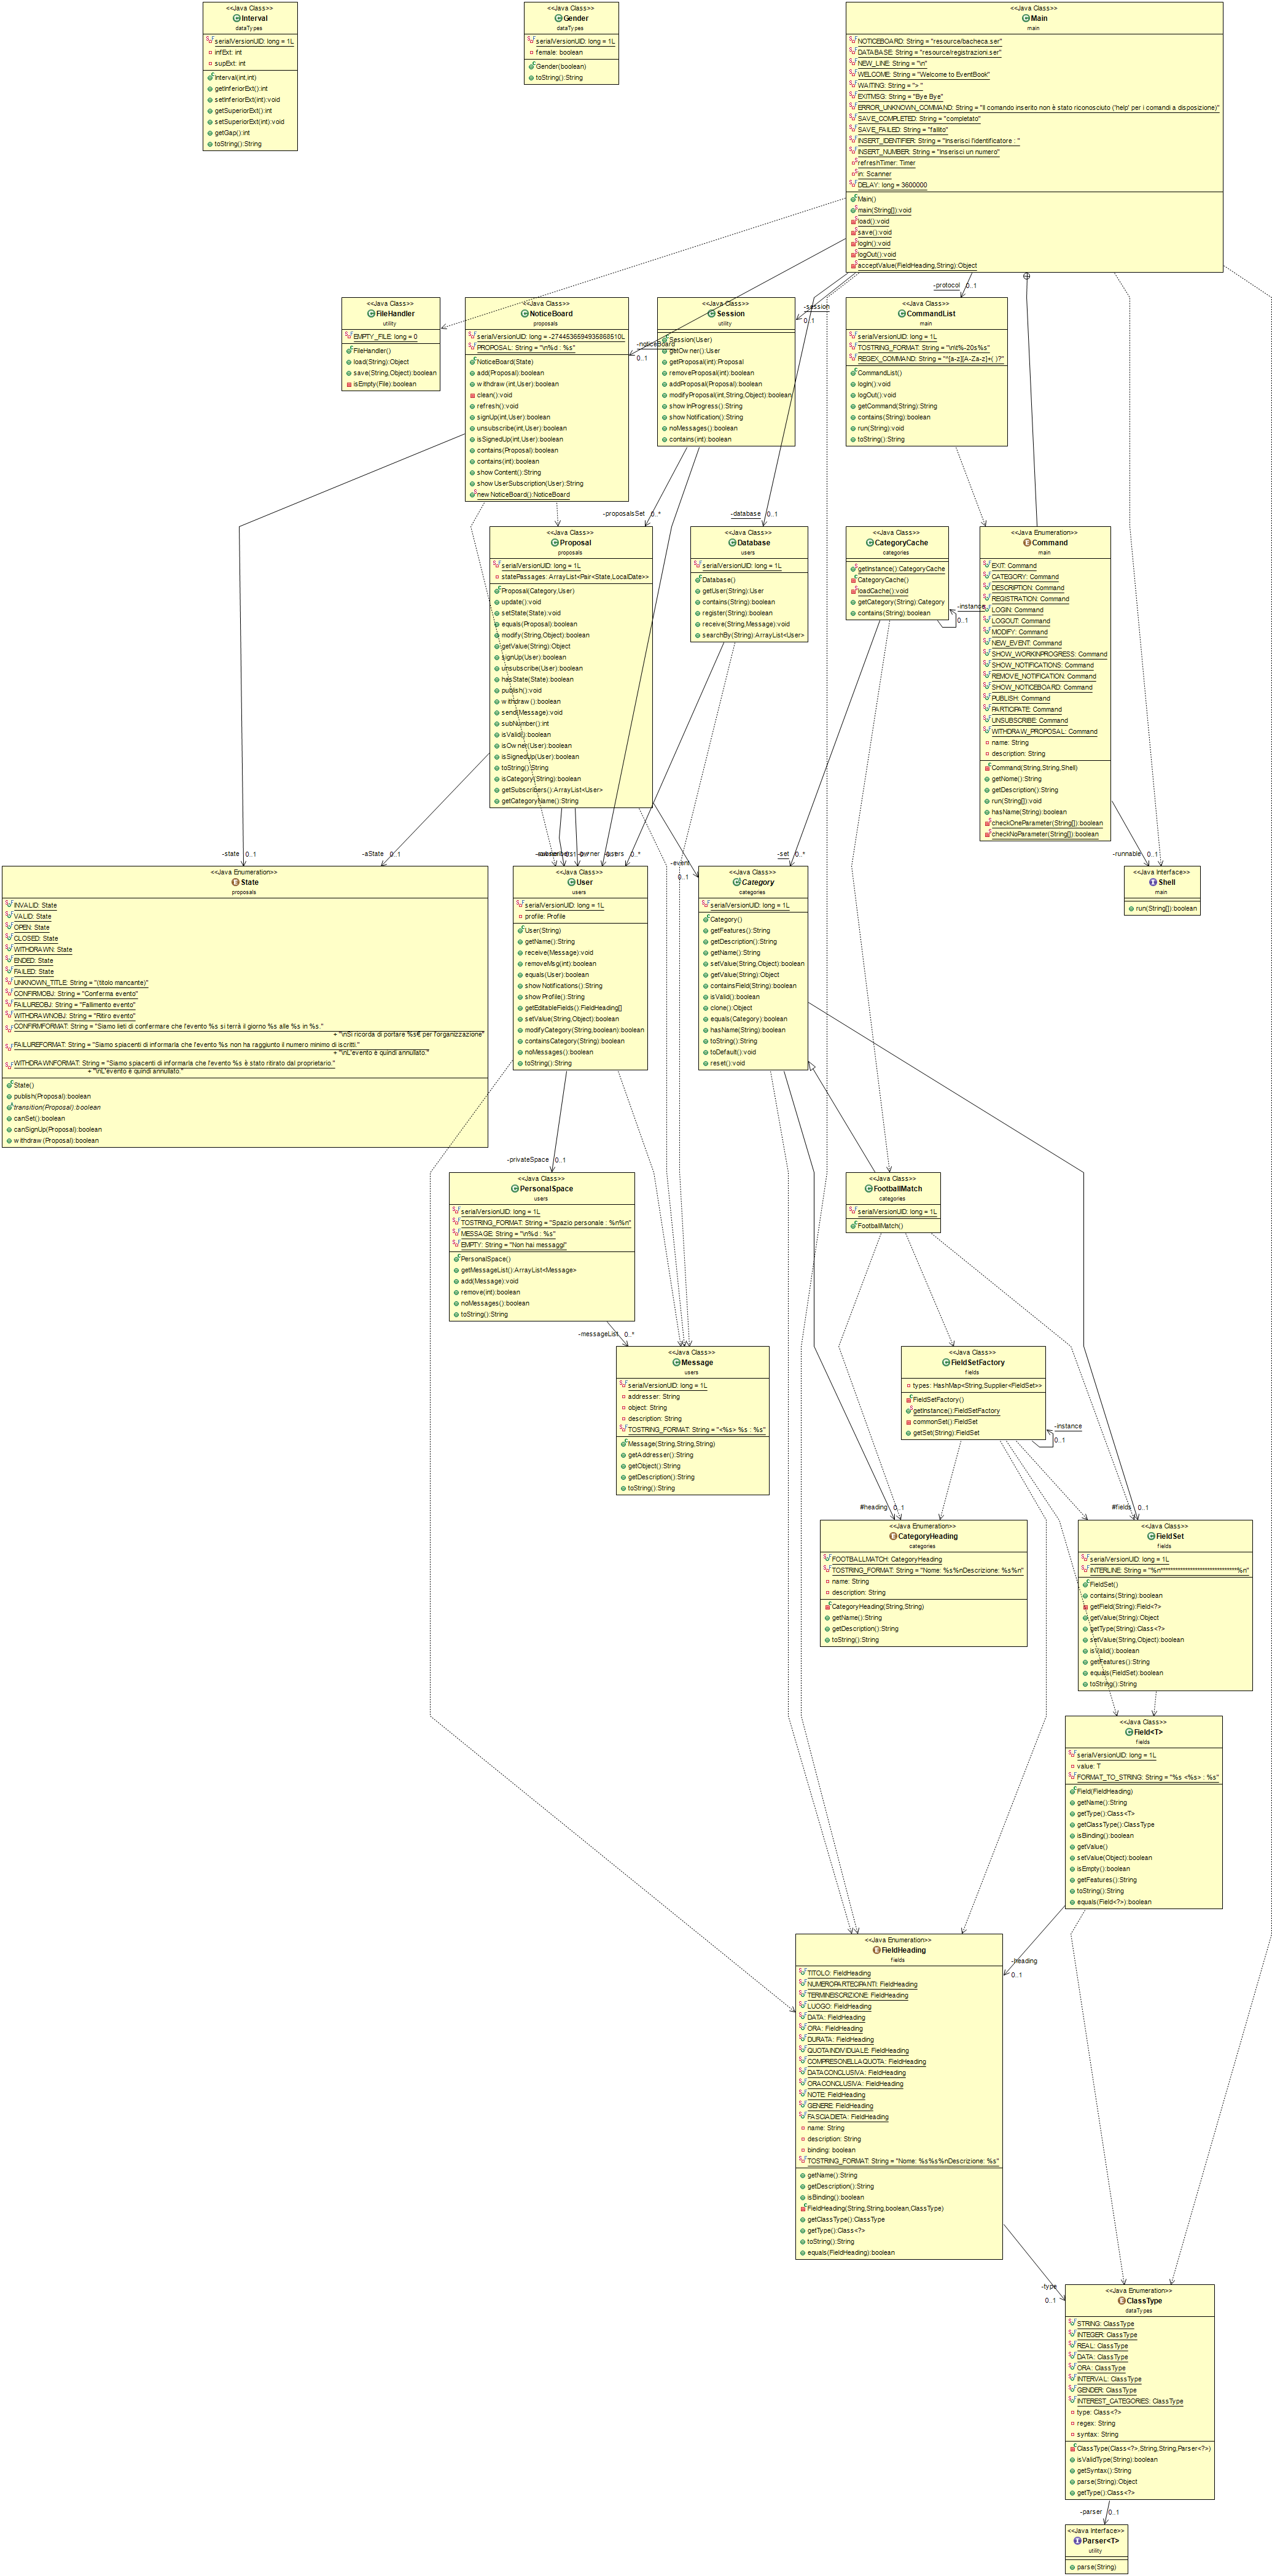 <<Java Class>>
Interval
dataTypes
serialVersionUID: long = 1L
infExt: int
supExt: int
Interval(int,int)
getInferiorExt():int
setInferiorExt(int):void
getSuperiorExt():int
setSuperiorExt(int):void
getGap():int
toString():String
<<Java Class>>
Gender
dataTypes
serialVersionUID: long = 1L
female: boolean
Gender(boolean)
toString():String
<<Java Class>>
Main
main
NOTICEBOARD: String = "resource/bacheca.ser"
DATABASE: String = "resource/registrazioni.ser"
NEW_LINE: String = "\n"
WELCOME: String = "Welcome to EventBook"
WAITING: String = "> "
EXITMSG: String = "Bye Bye"
ERROR_UNKNOWN_COMMAND: String = "Il comando inserito non è stato riconosciuto ('help' per i comandi a disposizione)"
SAVE_COMPLETED: String = "completato"
SAVE_FAILED: String = "fallito"
INSERT_IDENTIFIER: String = "Inserisci l'identificatore : "
INSERT_NUMBER: String = "Inserisci un numero"
refreshTimer: Timer
in: Scanner
DELAY: long = 3600000
Main()
main(String[]):void
load():void
save():void
logIn():void
logOut():void
acceptValue(FieldHeading,String):Object
<<Java Class>>
FileHandler
utility
EMPTY_FILE: long = 0
FileHandler()
load(String):Object
save(String,Object):boolean
isEmpty(File):boolean
<<Java Class>>
NoticeBoard
proposals
serialVersionUID: long = -2744536594936868510L
PROPOSAL: String = "\n%d : %s"
NoticeBoard(State)
add(Proposal):boolean
withdraw(int,User):boolean
clean():void
refresh():void
signUp(int,User):boolean
unsubscribe(int,User):boolean
isSignedUp(int,User):boolean
contains(Proposal):boolean
contains(int):boolean
showContent():String
showUserSubscription(User):String
newNoticeBoard():NoticeBoard
-noticeBoard
0..1
<<Java Class>>
Session
utility
Session(User)
getOwner():User
getProposal(int):Proposal
removeProposal(int):boolean
addProposal(Proposal):boolean
modifyProposal(int,String,Object):boolean
showInProgress():String
showNotification():String
noMessages():boolean
contains(int):boolean
-session
0..1
-protocol 0..1
<<Java Class>>
CommandList
main
serialVersionUID: long = 1L
TOSTRING_FORMAT: String = "\n\t%-20s%s"
REGEX_COMMAND: String = "^[a-z][A-Za-z]+( )?"
CommandList()
logIn():void
logOut():void
getCommand(String):String
contains(String):boolean
run(String):void
toString():String
-proposalsSet 0..*
<<Java Class>>
Proposal
proposals
serialVersionUID: long = 1L
statePassages: ArrayList<Pair<State,LocalDate>>
Proposal(Category,User)
update():void
setState(State):void
equals(Proposal):boolean
modify(String,Object):boolean
getValue(String):Object
signUp(User):boolean
unsubscribe(User):boolean
hasState(State):boolean
publish():void
withdraw():boolean
send(Message):void
subNumber():int
isValid():boolean
isOwner(User):boolean
isSignedUp(User):boolean
toString():String
isCategory(String):boolean
getSubscribers():ArrayList<User>
getCategoryName():String
-database 0..1
<<Java Class>>
Database
users
serialVersionUID: long = 1L
Database()
getUser(String):User
contains(String):boolean
register(String):boolean
receive(String,Message):void
searchBy(String):ArrayList<User>
<<Java Class>>
CategoryCache
categories
getInstance():CategoryCache
CategoryCache()
loadCache():void
getCategory(String):Category
contains(String):boolean
-instance
0..1
<<Java Enumeration>>
Command
main
EXIT: Command
CATEGORY: Command
DESCRIPTION: Command
REGISTRATION: Command
LOGIN: Command
LOGOUT: Command
MODIFY: Command
NEW_EVENT: Command
SHOW_WORKINPROGRESS: Command
SHOW_NOTIFICATIONS: Command
REMOVE_NOTIFICATION: Command
SHOW_NOTICEBOARD: Command
PUBLISH: Command
PARTICIPATE: Command
UNSUBSCRIBE: Command
WITHDRAW_PROPOSAL: Command
name: String
description: String
Command(String,String,Shell)
getNome():String
getDescription():String
run(String[]):void
hasName(String):boolean
checkOneParameter(String[]):boolean
checkNoParameter(String[]):boolean
-runnable 0..1
<<Java Interface>>
Shell
main
run(String[]):boolean
-state 0..1
-aState 0..1
<<Java Enumeration>>
State
proposals
INVALID: State
VALID: State
OPEN: State
CLOSED: State
WITHDRAWN: State
ENDED: State
FAILED: State
UNKNOWN_TITLE: String = "(titolo mancante)"
CONFIRMOBJ: String = "Conferma evento"
FAILUREOBJ: String = "Fallimento evento"
WITHDRAWNOBJ: String = "Ritiro evento"
CONFIRMFORMAT: String = "Siamo lieti di confermare che l'evento %s si terrà il giorno %s alle %s in %s."
+ "\nSi ricorda di portare %s€ per l'organizzazione"
FAILUREFORMAT: String = "Siamo spiacenti di informarla che l'evento %s non ha raggiunto il numero minimo di iscritti."
+ "\nL'evento è quindi annullato."
WITHDRAWNFORMAT: String = "Siamo spiacenti di informarla che l'evento %s è stato ritirato dal proprietario."
+ "\nL'evento è quindi annullato."
State()
publish(Proposal):boolean
transition(Proposal):boolean
canSet():boolean
canSignUp(Proposal):boolean
withdraw(Proposal):boolean
0..*
<<Java Class>>
User
users
serialVersionUID: long = 1L
profile: Profile
User(String)
getName():String
receive(Message):void
removeMsg(int):boolean
equals(User):boolean
showNotifications():String
showProfile():String
getEditableFields():FieldHeading[]
setValue(String,Object):boolean
modifyCategory(String,boolean):boolean
containsCategory(String):boolean
noMessages():boolean
toString():String
-event
0..1
-set 0..*
<<Java Class>>
Category
categories
serialVersionUID: long = 1L
Category()
getFeatures():String
getDescription():String
getName():String
setValue(String,Object):boolean
getValue(String):Object
containsField(String):boolean
isValid():boolean
clone():Object
equals(Category):boolean
hasName(String):boolean
toString():String
toDefault():void
reset():void
-privateSpace 0..1
<<Java Class>>
PersonalSpace
users
serialVersionUID: long = 1L
TOSTRING_FORMAT: String = "Spazio personale : %n%n"
MESSAGE: String = "\n%d : %s"
EMPTY: String = "Non hai messaggi"
PersonalSpace()
getMessageList():ArrayList<Message>
add(Message):void
remove(int):boolean
noMessages():boolean
toString():String
<<Java Class>>
FootballMatch
categories
serialVersionUID: long = 1L
FootballMatch()
-messageList 0..*
<<Java Class>>
Message
users
serialVersionUID: long = 1L
addresser: String
object: String
description: String
TOSTRING_FORMAT: String = "<%s> %s : %s"
Message(String,String,String)
getAddresser():String
getObject():String
getDescription():String
toString():String
<<Java Class>>
FieldSetFactory
fields
types: HashMap<String,Supplier<FieldSet>>
FieldSetFactory()
getInstance():FieldSetFactory
commonSet():FieldSet
getSet(String):FieldSet
-instance
0..1
#heading 0..1
<<Java Enumeration>>
CategoryHeading
categories
FOOTBALLMATCH: CategoryHeading
TOSTRING_FORMAT: String = "Nome: %s%nDescrizione: %s%n"
name: String
description: String
CategoryHeading(String,String)
getName():String
getDescription():String
toString():String
#fields 0..1
<<Java Class>>
FieldSet
fields
serialVersionUID: long = 1L
FieldSet()
contains(String):boolean
getField(String):Field<?>
getValue(String):Object
getType(String):Class<?>
setValue(String,Object):boolean
isValid():boolean
getFeatures():String
equals(FieldSet):boolean
toString():String
<<Java Class>>
Field<T>
fields
serialVersionUID: long = 1L
value: T
FORMAT_TO_STRING: String = "%s <%s> : %s"
Field(FieldHeading)
getName():String
getType():Class<T>
getClassType():ClassType
isBinding():boolean
getValue()
setValue(Object):boolean
isEmpty():boolean
getFeatures():String
toString():String
equals(Field<?>):boolean
-heading
0..1
<<Java Enumeration>>
FieldHeading
fields
TITOLO: FieldHeading
NUMEROPARTECIPANTI: FieldHeading
TERMINEISCRIZIONE: FieldHeading
LUOGO: FieldHeading
DATA: FieldHeading
ORA: FieldHeading
DURATA: FieldHeading
QUOTAINDIVIDUALE: FieldHeading
COMPRESONELLAQUOTA: FieldHeading
DATACONCLUSIVA: FieldHeading
ORACONCLUSIVA: FieldHeading
NOTE: FieldHeading
GENERE: FieldHeading
FASCIADIETA: FieldHeading
name: String
description: String
binding: boolean
TOSTRING_FORMAT: String = "Nome: %s%s%nDescrizione: %s"
getName():String
getDescription():String
isBinding():boolean
FieldHeading(String,String,boolean,ClassType)
getClassType():ClassType
getType():Class<?>
toString():String
equals(FieldHeading):boolean
-type
0..1
<<Java Enumeration>>
ClassType
dataTypes
STRING: ClassType
INTEGER: ClassType
REAL: ClassType
DATA: ClassType
ORA: ClassType
INTERVAL: ClassType
GENDER: ClassType
INTEREST_CATEGORIES: ClassType
type: Class<?>
regex: String
syntax: String
ClassType(Class<?>,String,String,Parser<?>)
isValidType(String):boolean
getSyntax():String
parse(String):Object
getType():Class<?>
-parser 0..1
<<Java Interface>>
Parser<T>
utility
parse(String)